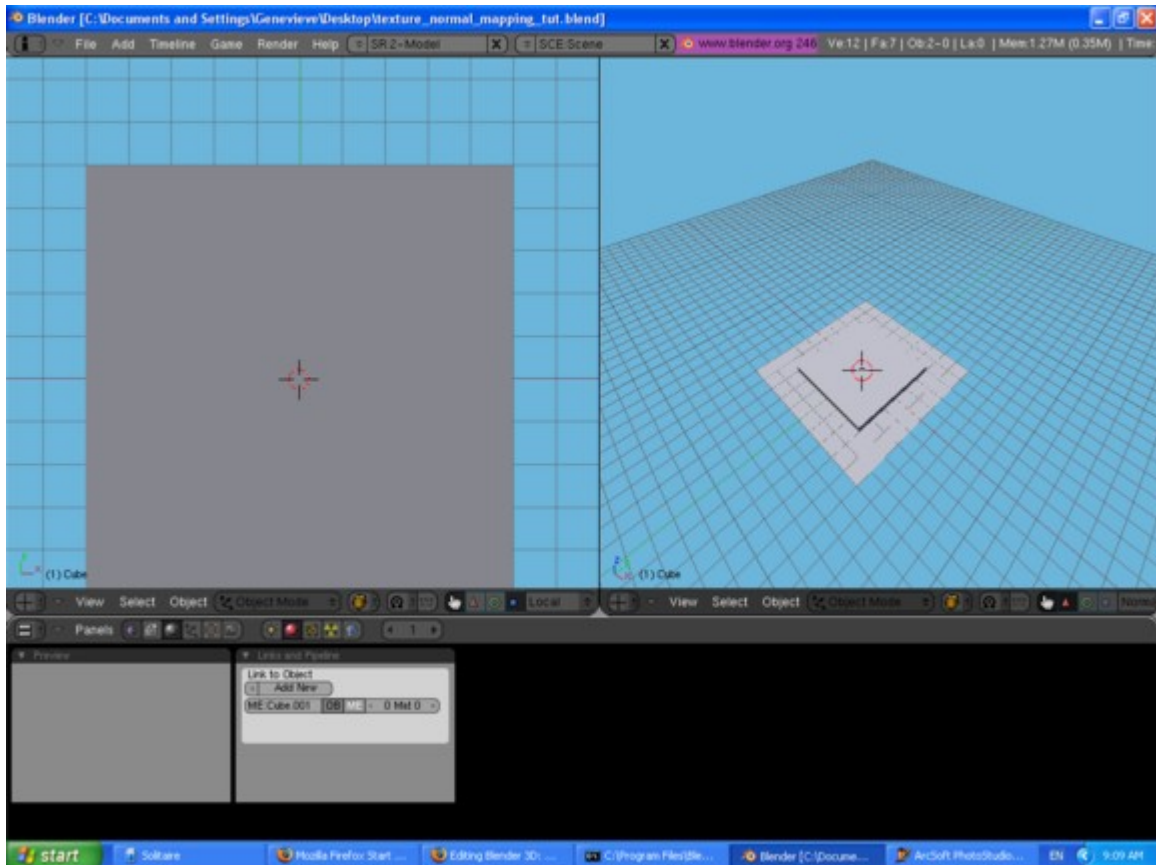 Blender [C:\Documents and Settings\Genevieve\Desktop\texture_normal_mapping_tut.blend]
File Add Timeline Game Render Help SR:2-Model X SCE:Scene X www.blender.org 246 Ve:12 | Fa:7 | Ob:2-0 | La:0 | Mem:1.27M (0.35M) | Time:
(1) Cube (1) Cube
View Select Object Object Mode Local View Select Object Object Mode
Panels 1
Preview Links and Pipeline
Link to Object
Add New
ME:Cube.001 OB ME 0 Mat 0
start Solitaire Mozilla Firefox Start ... Editing Blender 3D: ... C:\Program Files\Ble... Blender [C:\Docume... ArcSoft PhotoStudio... EN 9:09 AM